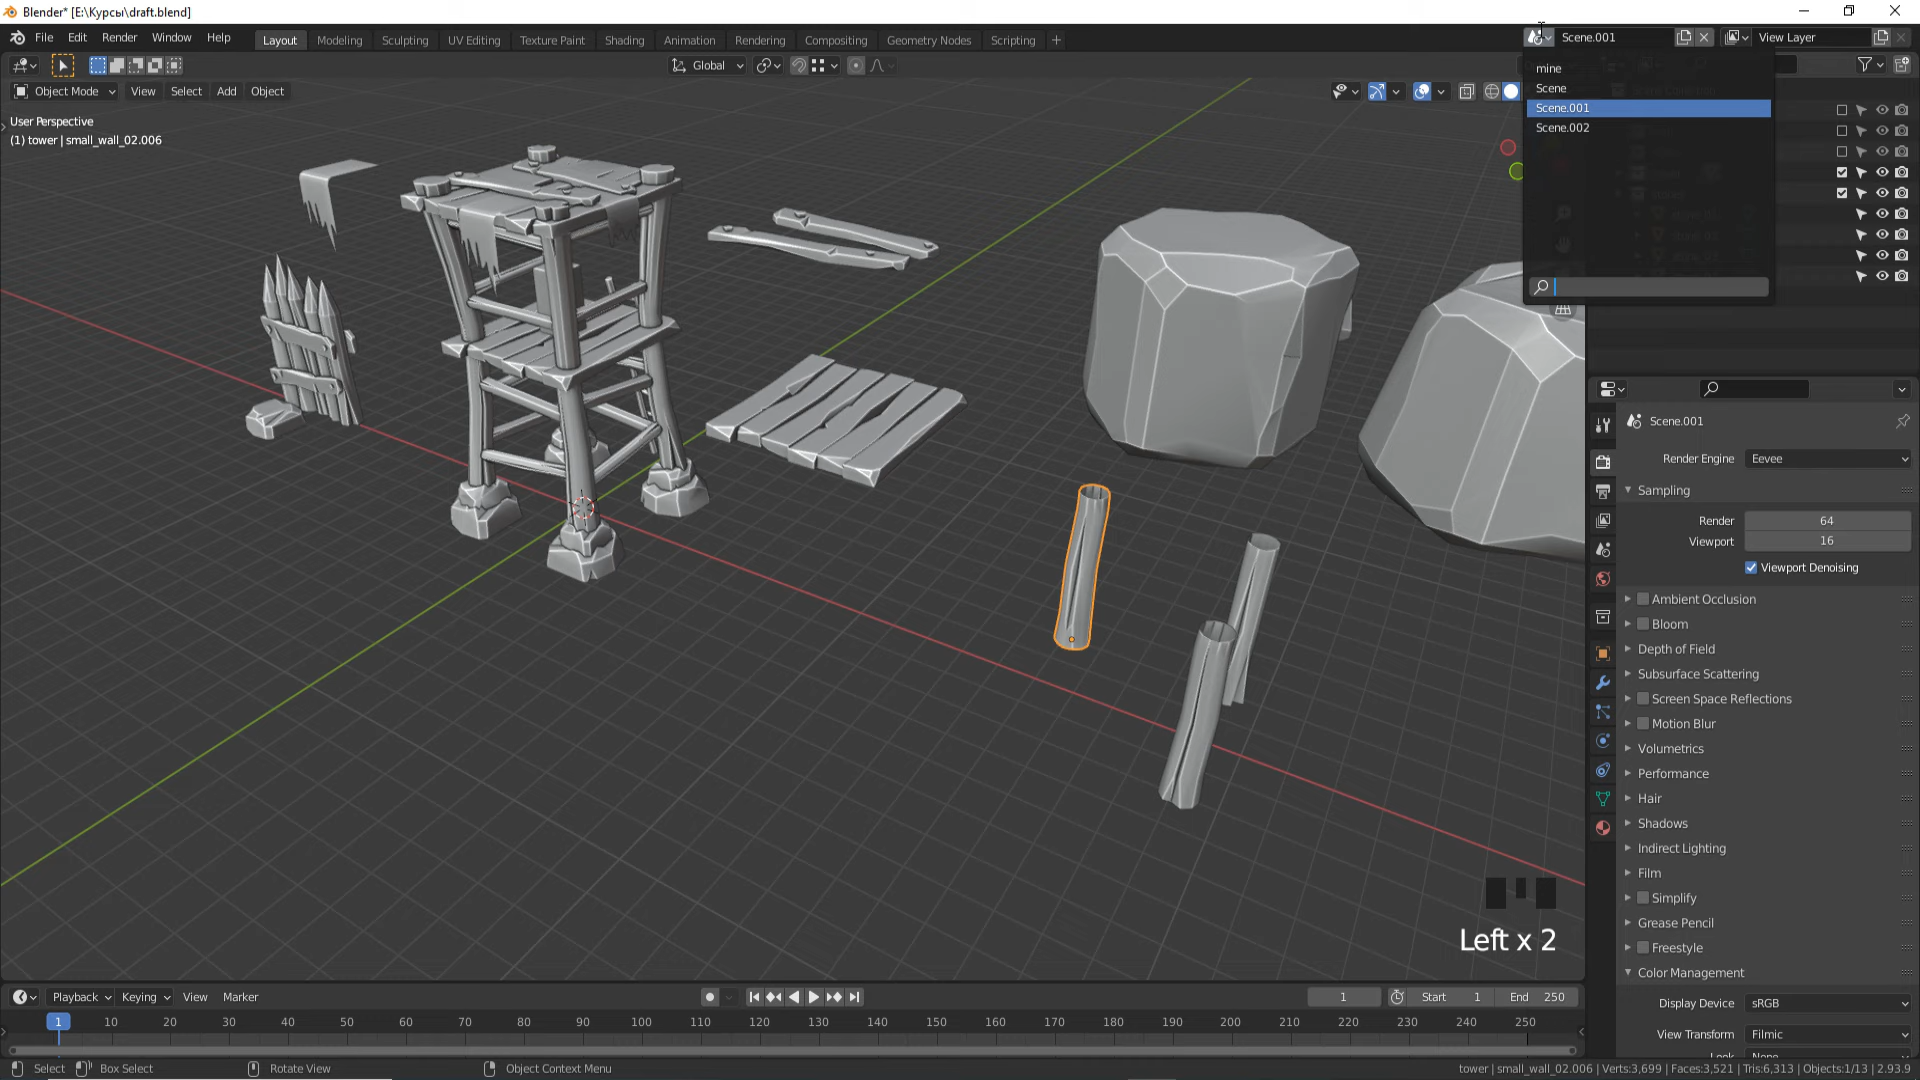 Blender* [E:\Курсы\draft.blend]
File Edit Render Window Help Layout Modeling Sculpting UV Editing Texture Paint Shading Animation Rendering Compositing Geometry Nodes Scripting + Scene.001 View Layer
Global
Object Mode View Select Add Object
User Perspective
(1) tower | small_wall_02.006
mine
Scene
Scene.001
Scene.002
Scene.001
Render Engine Eevee
Sampling
Render 64
Viewport 16
Viewport Denoising
Ambient Occlusion
Bloom
Depth of Field
Subsurface Scattering
Screen Space Reflections
Motion Blur
Volumetrics
Performance
Hair
Shadows
Indirect Lighting
Film
Simplify
Grease Pencil
Freestyle
Color Management
Display Device sRGB
View Transform Filmic
Look None
Left x 2
Playback Keying View Marker 1 Start 1 End 250
1 10 20 30 40 50 60 70 80 90 100 110 120 130 140 150 160 170 180 190 200 210 220 230 240 250
Select Box Select Rotate View Object Context Menu tower | small_wall_02.006 | Verts:3,699 | Faces:3,521 | Tris:6,313 | Objects:1/13 | 2.93.9